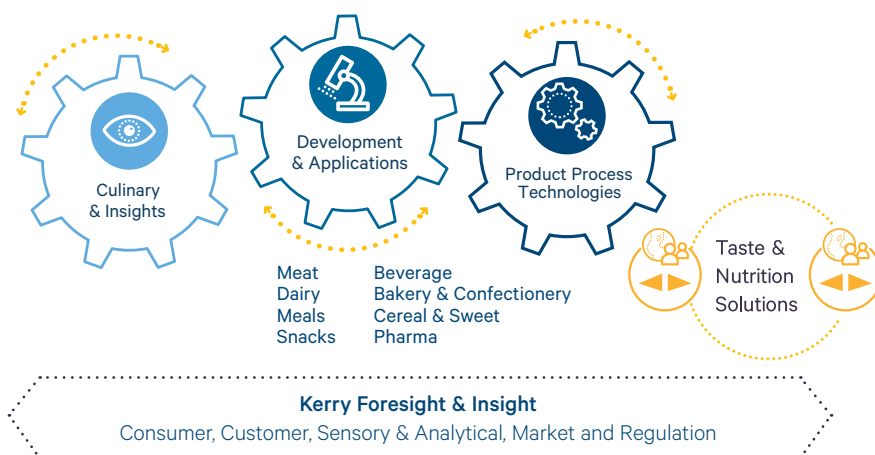 Culinary
& Insights
Development
& Applications
Product Process
Technologies
Meat
Dairy
Meals
Snacks
Beverage
Bakery & Confectionery
Cereal & Sweet
Pharma
Taste &
Nutrition
Solutions
Kerry Foresight & Insight
Consumer, Customer, Sensory & Analytical, Market and Regulation